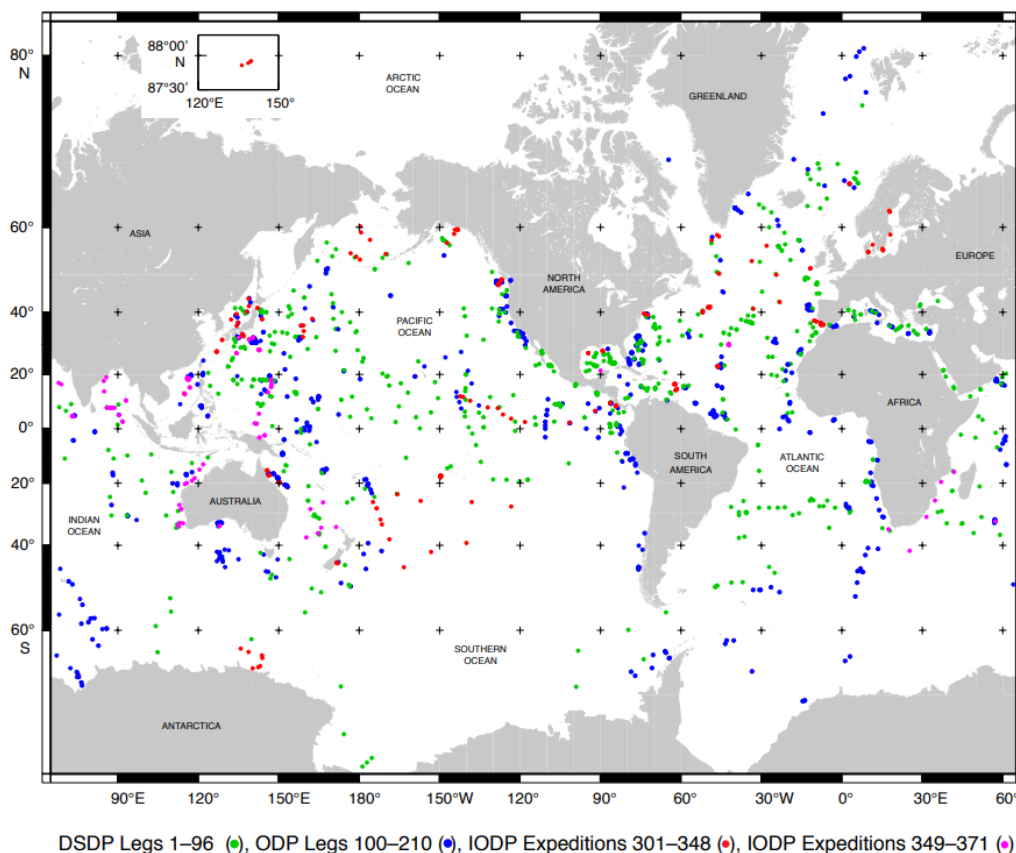 80°
N
88°00'
N
87°30'
120°E
150°
ARCTIC
OCEAN
GREENLAND
60°
ASIA
NORTH
AMERICA
EUROPE
40°
PACIFIC
OCEAN
20°
AFRICA
0°
SOUTH
AMERICA
ATLANTIC
OCEAN
20°
AUSTRALIA
INDIAN
OCEAN
40°
60°
S
SOUTHERN
OCEAN
ANTARCTICA
90°E 120° 150°E 180° 150°W 120° 90° 60° 30°W 0° 30°E 60°
DSDP Legs 1–96 (●), ODP Legs 100–210 (●), IODP Expeditions 301–348 (●), IODP Expeditions 349–371 (●)